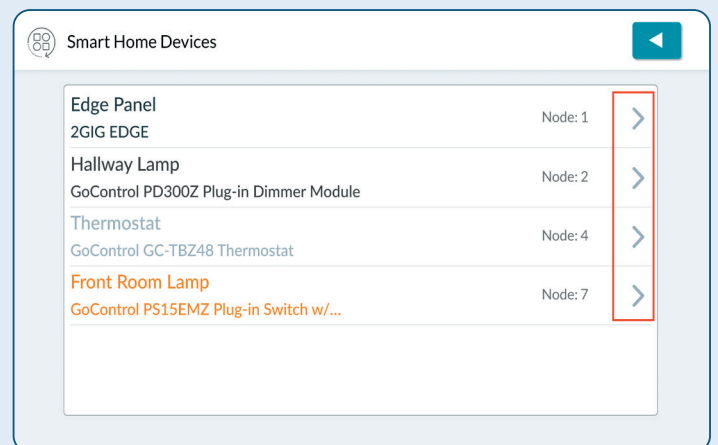 Smart Home Devices
Edge Panel
2GIG EDGE
Node: 1
Hallway Lamp
GoControl PD300Z Plug-in Dimmer Module
Node: 2
Thermostat
GoControl GC-TBZ48 Thermostat
Node: 4
Front Room Lamp
GoControl PS15EMZ Plug-in Switch w/...
Node: 7